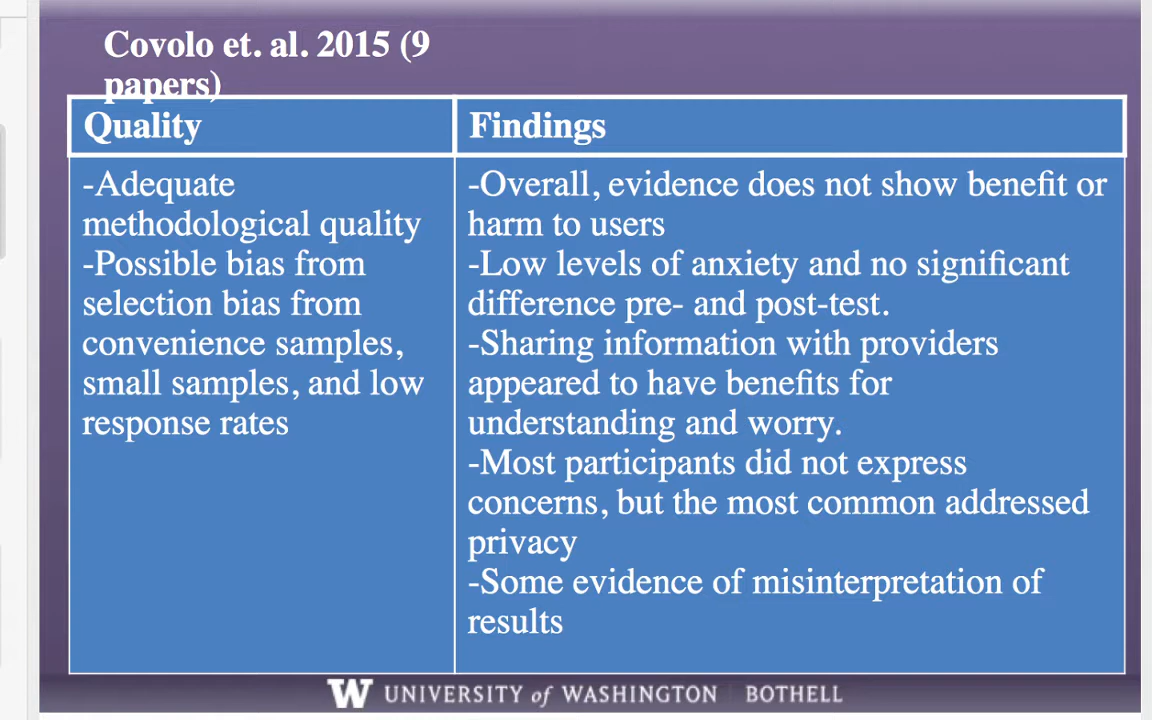 Covolo et. al. 2015 (9
papers)
Quality
Findings
-Adequate
methodological quality
-Possible bias from
selection bias from
convenience samples,
small samples, and low
response rates
-Overall, evidence does not show benefit or
harm to users
-Low levels of anxiety and no significant
difference pre- and post-test.
-Sharing information with providers
appeared to have benefits for
understanding and worry.
-Most participants did not express
concerns, but the most common addressed
privacy
-Some evidence of misinterpretation of
results
W UNIVERSITY of WASHINGTON BOTHELL